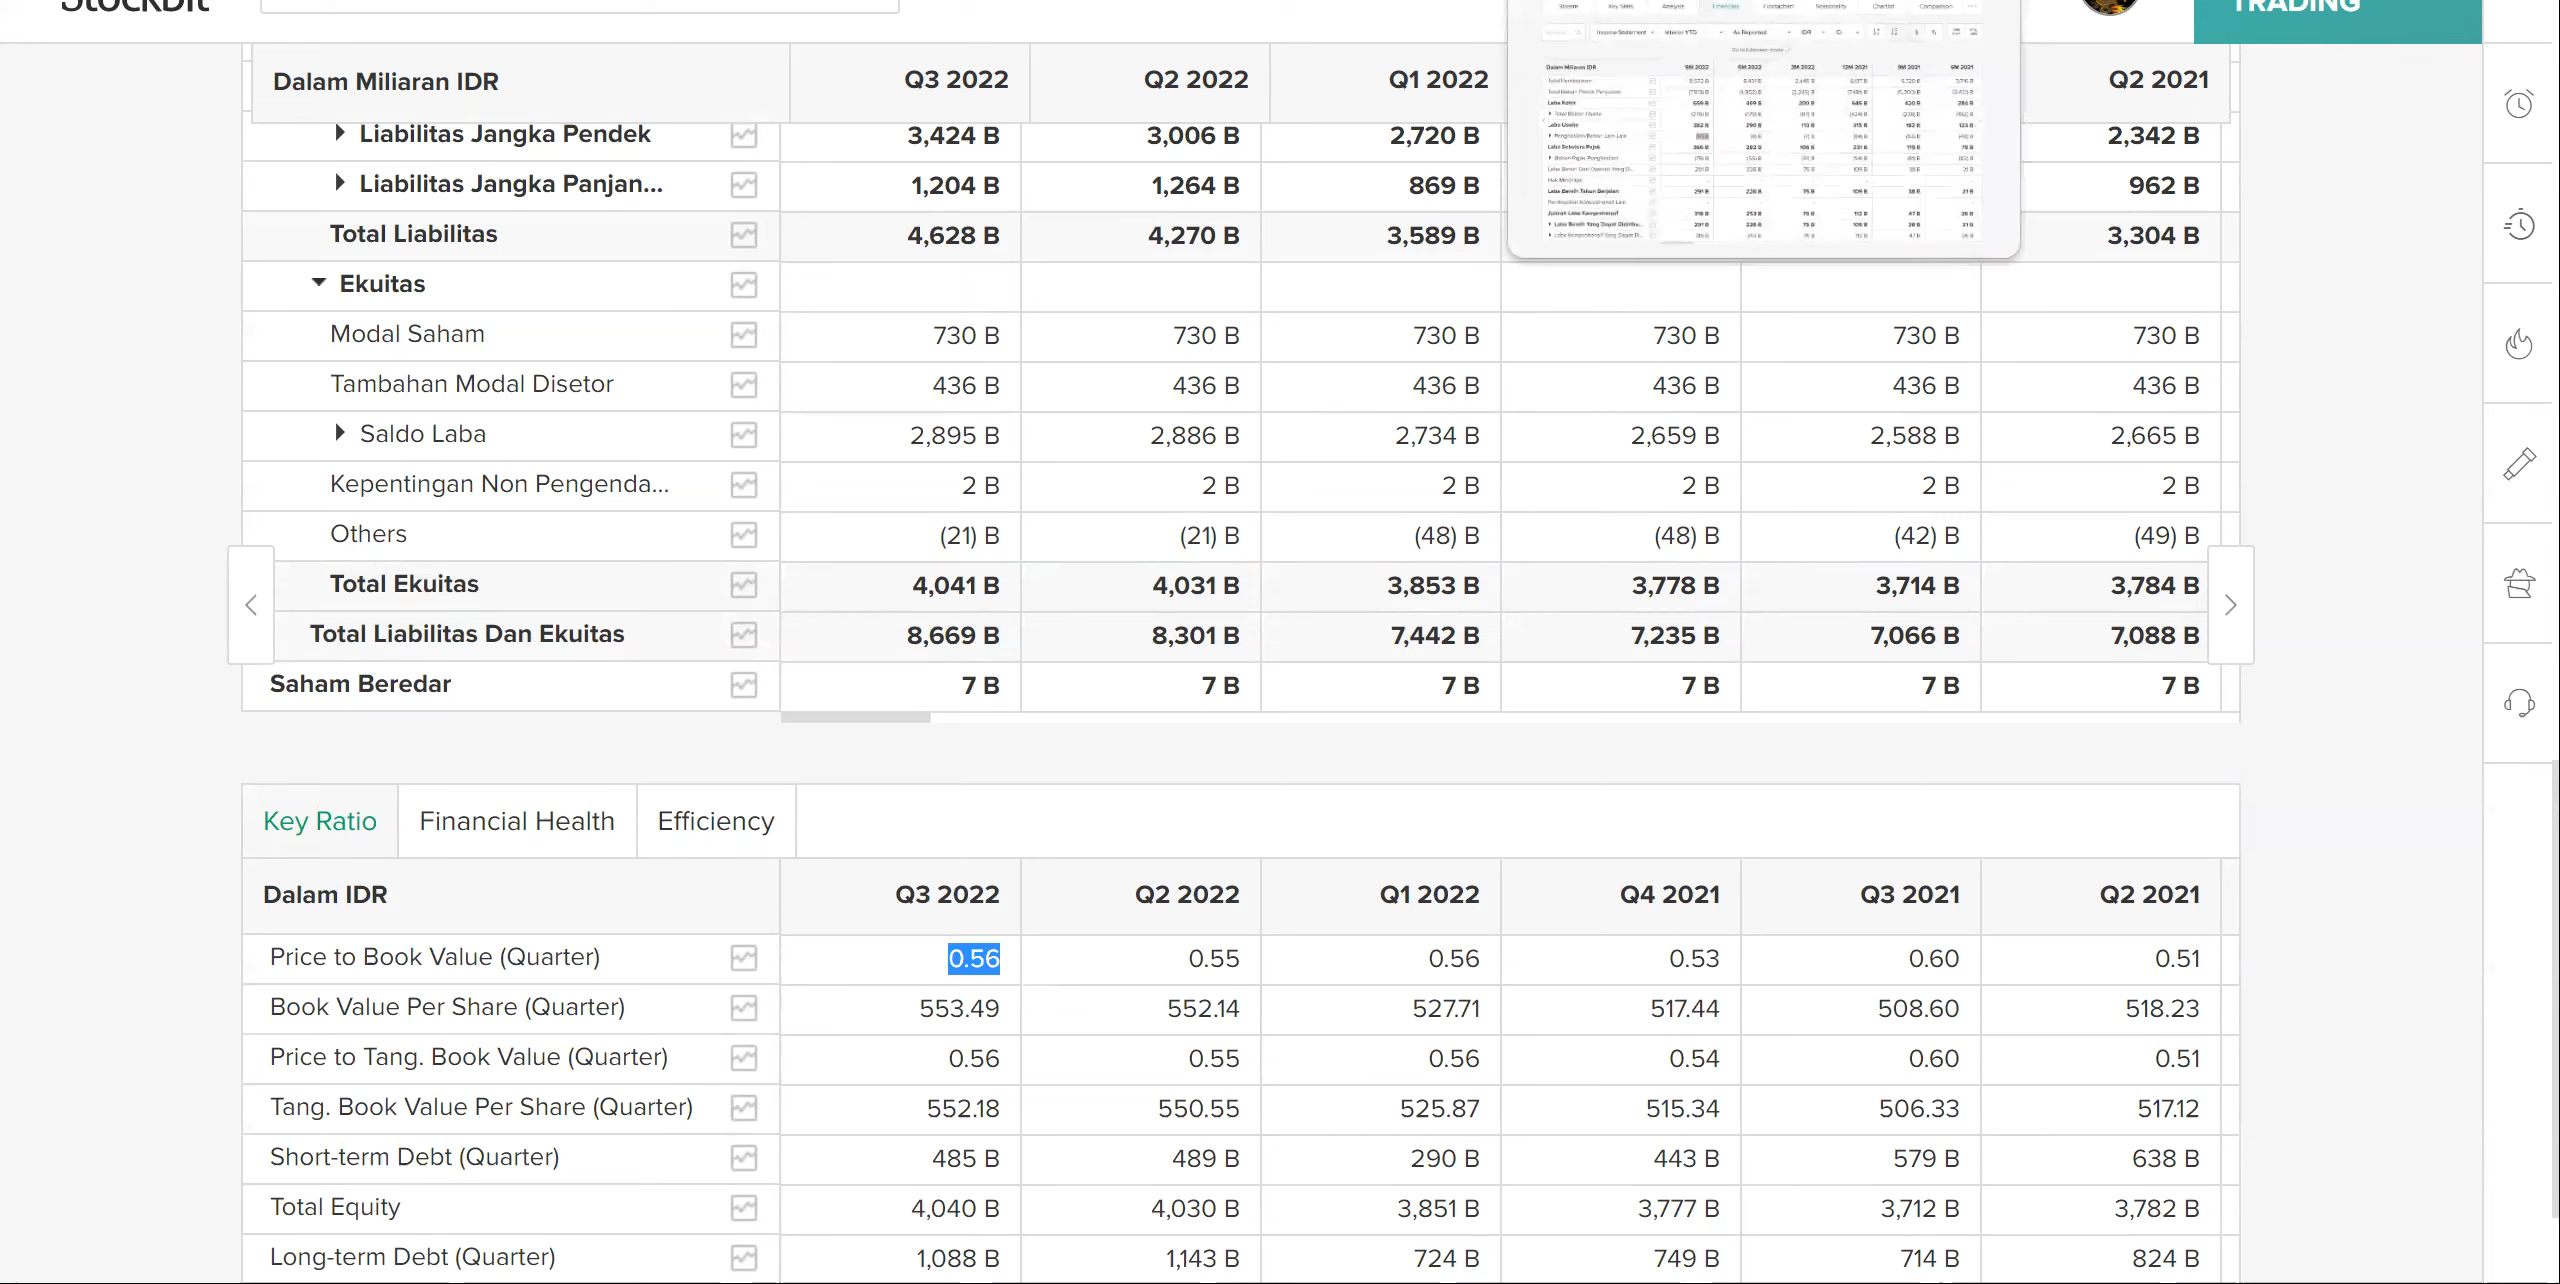 Stockbit
TRADING
Dalam Miliaran IDR Q3 2022 Q2 2022 Q1 2022 Q2 2021
Liabilitas Jangka Pendek 3,424 B 3,006 B 2,720 B 2,342 B
Liabilitas Jangka Panjan... 1,204 B 1,264 B 869 B 962 B
Total Liabilitas 4,628 B 4,270 B 3,589 B 3,304 B
Ekuitas
Modal Saham 730 B 730 B 730 B 730 B 730 B 730 B
Tambahan Modal Disetor 436 B 436 B 436 B 436 B 436 B 436 B
Saldo Laba 2,895 B 2,886 B 2,734 B 2,659 B 2,588 B 2,665 B
Kepentingan Non Pengenda... 2 B 2 B 2 B 2 B 2 B 2 B
Others (21) B (21) B (48) B (48) B (42) B (49) B
Total Ekuitas 4,041 B 4,031 B 3,853 B 3,778 B 3,714 B 3,784 B
Total Liabilitas Dan Ekuitas 8,669 B 8,301 B 7,442 B 7,235 B 7,066 B 7,088 B
Saham Beredar 7 B 7 B 7 B 7 B 7 B 7 B
Key Ratio Financial Health Efficiency
Dalam IDR Q3 2022 Q2 2022 Q1 2022 Q4 2021 Q3 2021 Q2 2021
Price to Book Value (Quarter) 0.56 0.55 0.56 0.53 0.60 0.51
Book Value Per Share (Quarter) 553.49 552.14 527.71 517.44 508.60 518.23
Price to Tang. Book Value (Quarter) 0.56 0.55 0.56 0.54 0.60 0.51
Tang. Book Value Per Share (Quarter) 552.18 550.55 525.87 515.34 506.33 517.12
Short-term Debt (Quarter) 485 B 489 B 290 B 443 B 579 B 638 B
Total Equity 4,040 B 4,030 B 3,851 B 3,777 B 3,712 B 3,782 B
Long-term Debt (Quarter) 1,088 B 1,143 B 724 B 749 B 714 B 824 B